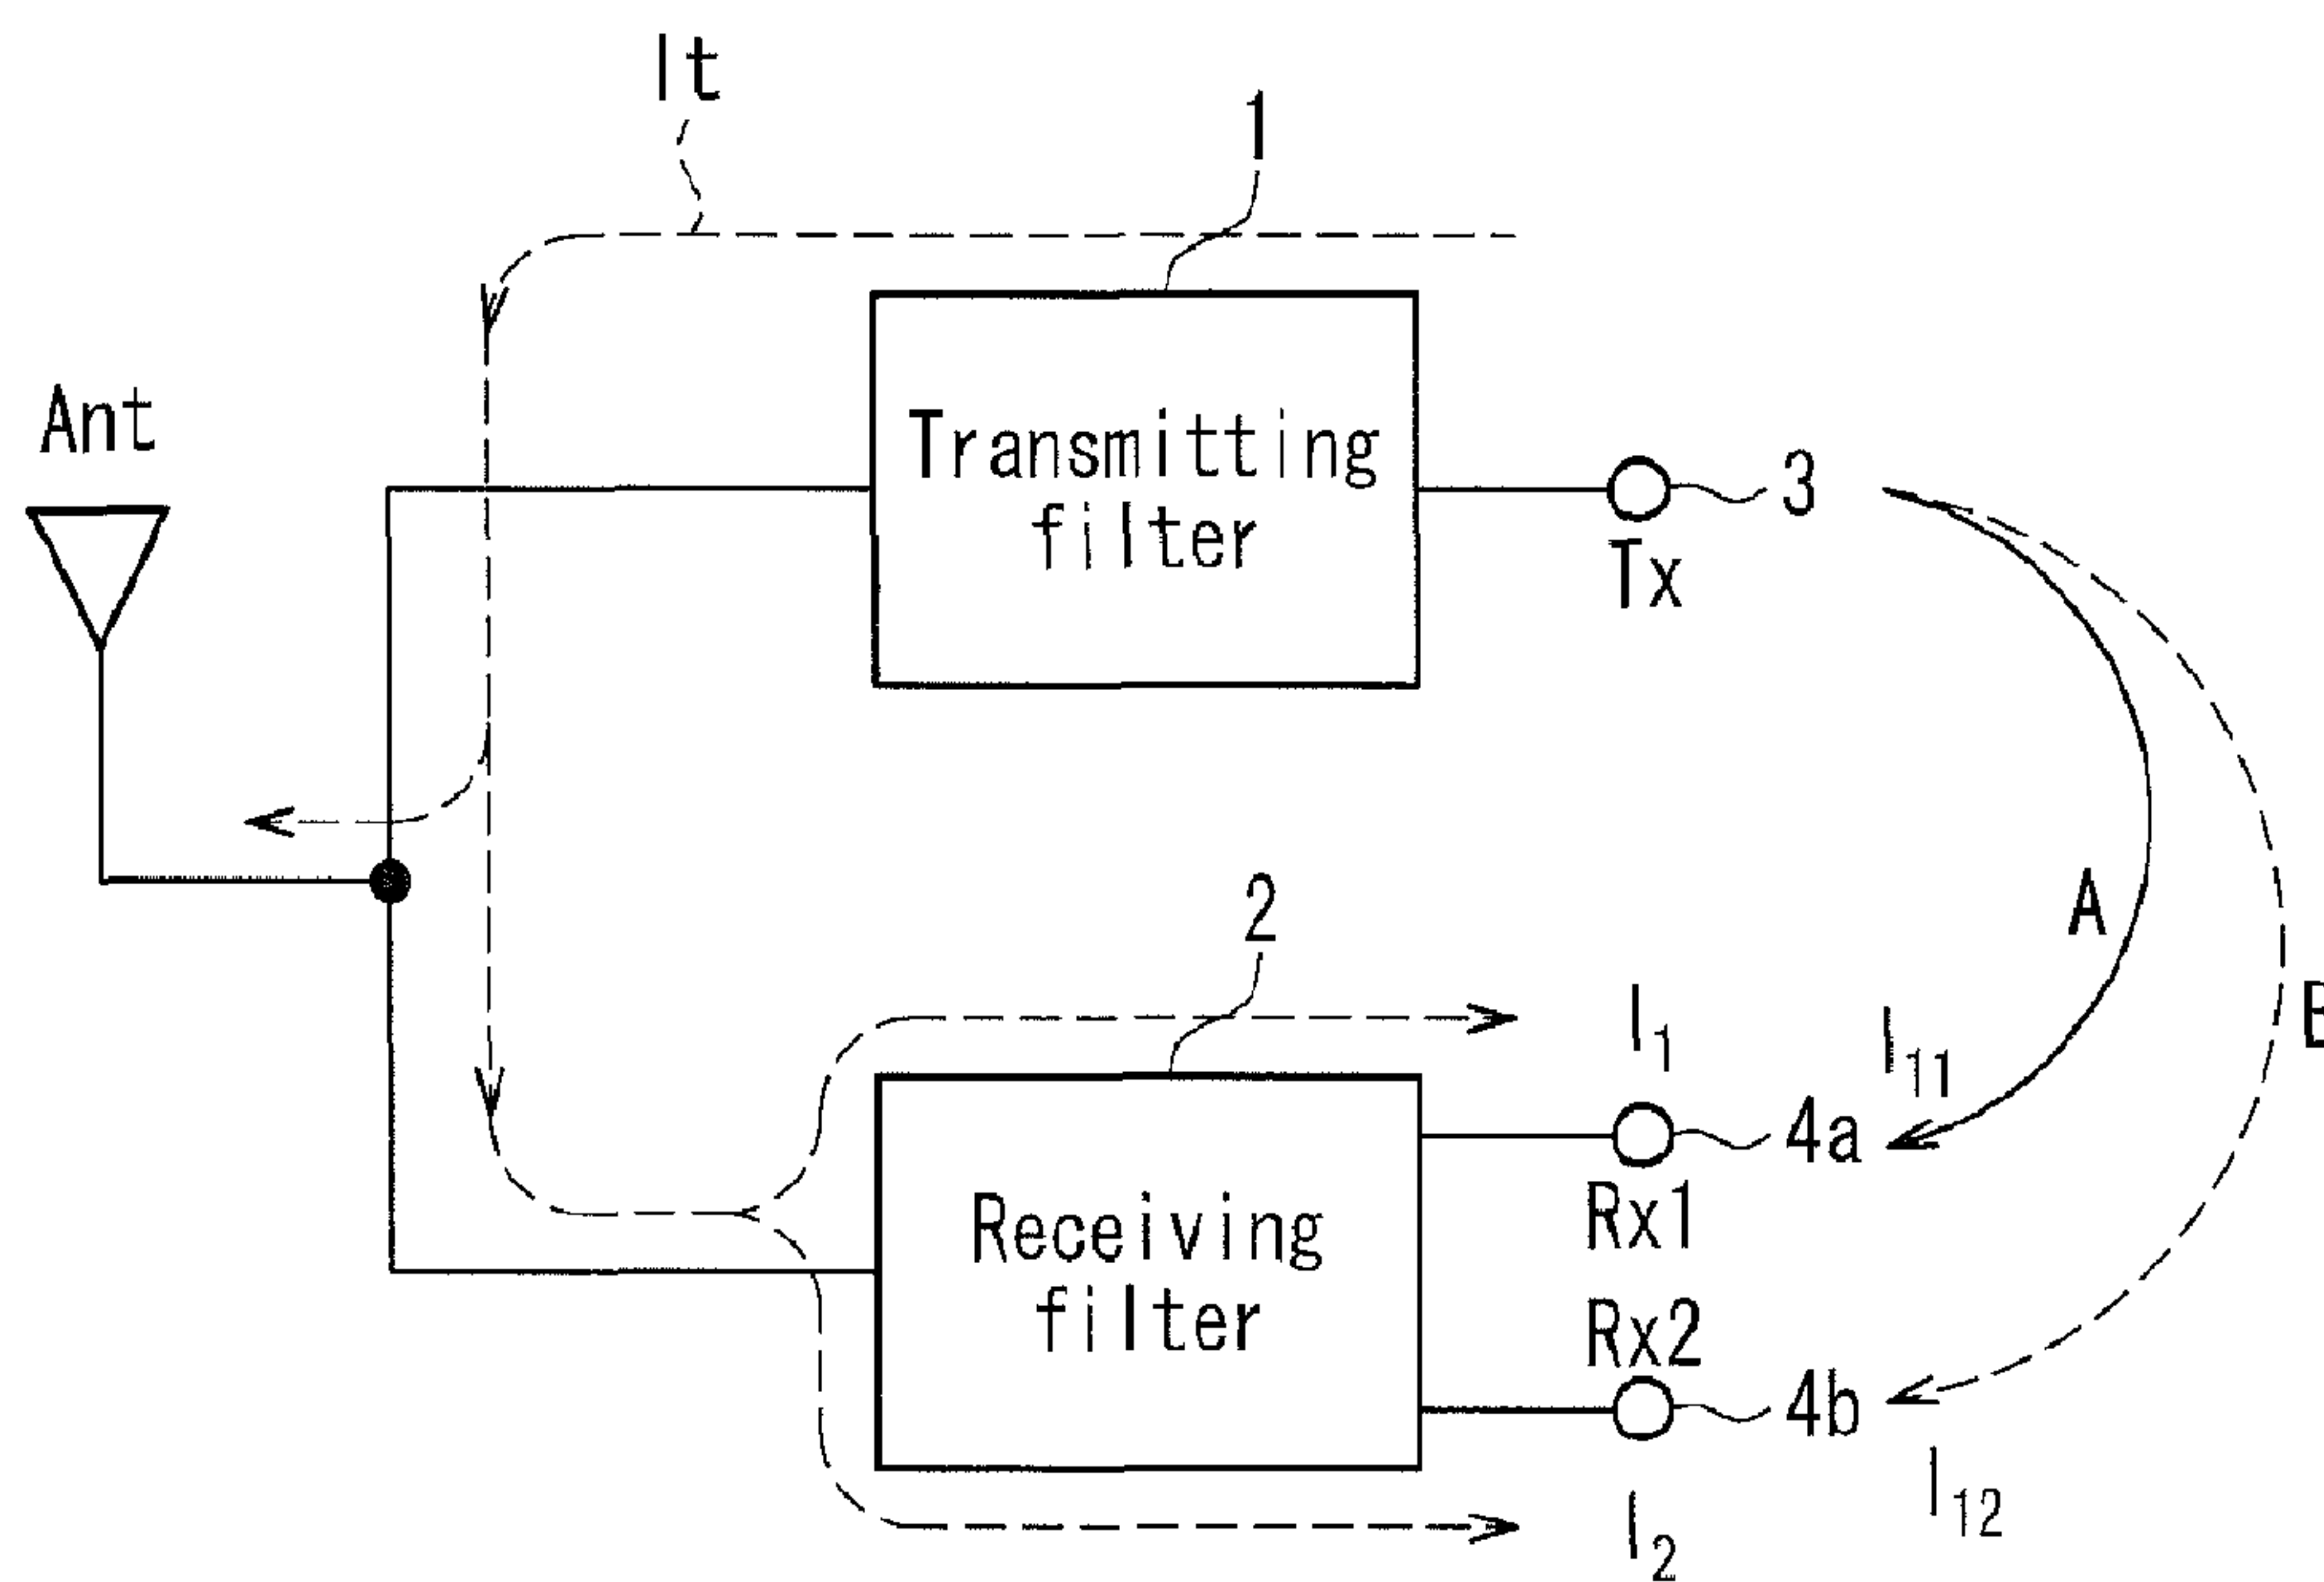 It
1
Ant
Transmitting
filter
3
Tx
A
2
B
I1
I11
4a
Rx1
Receiving
filter
Rx2
4b
I12
I2